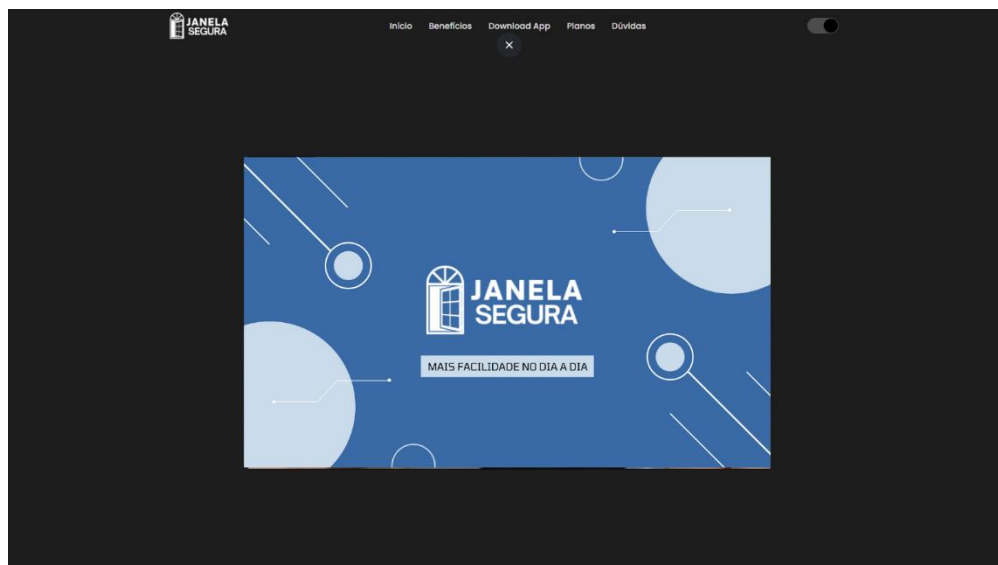 JANELA
SEGURA
Início Benefícios Download App Planos Dúvidas
JANELA
SEGURA
MAIS FACILIDADE NO DIA A DIA